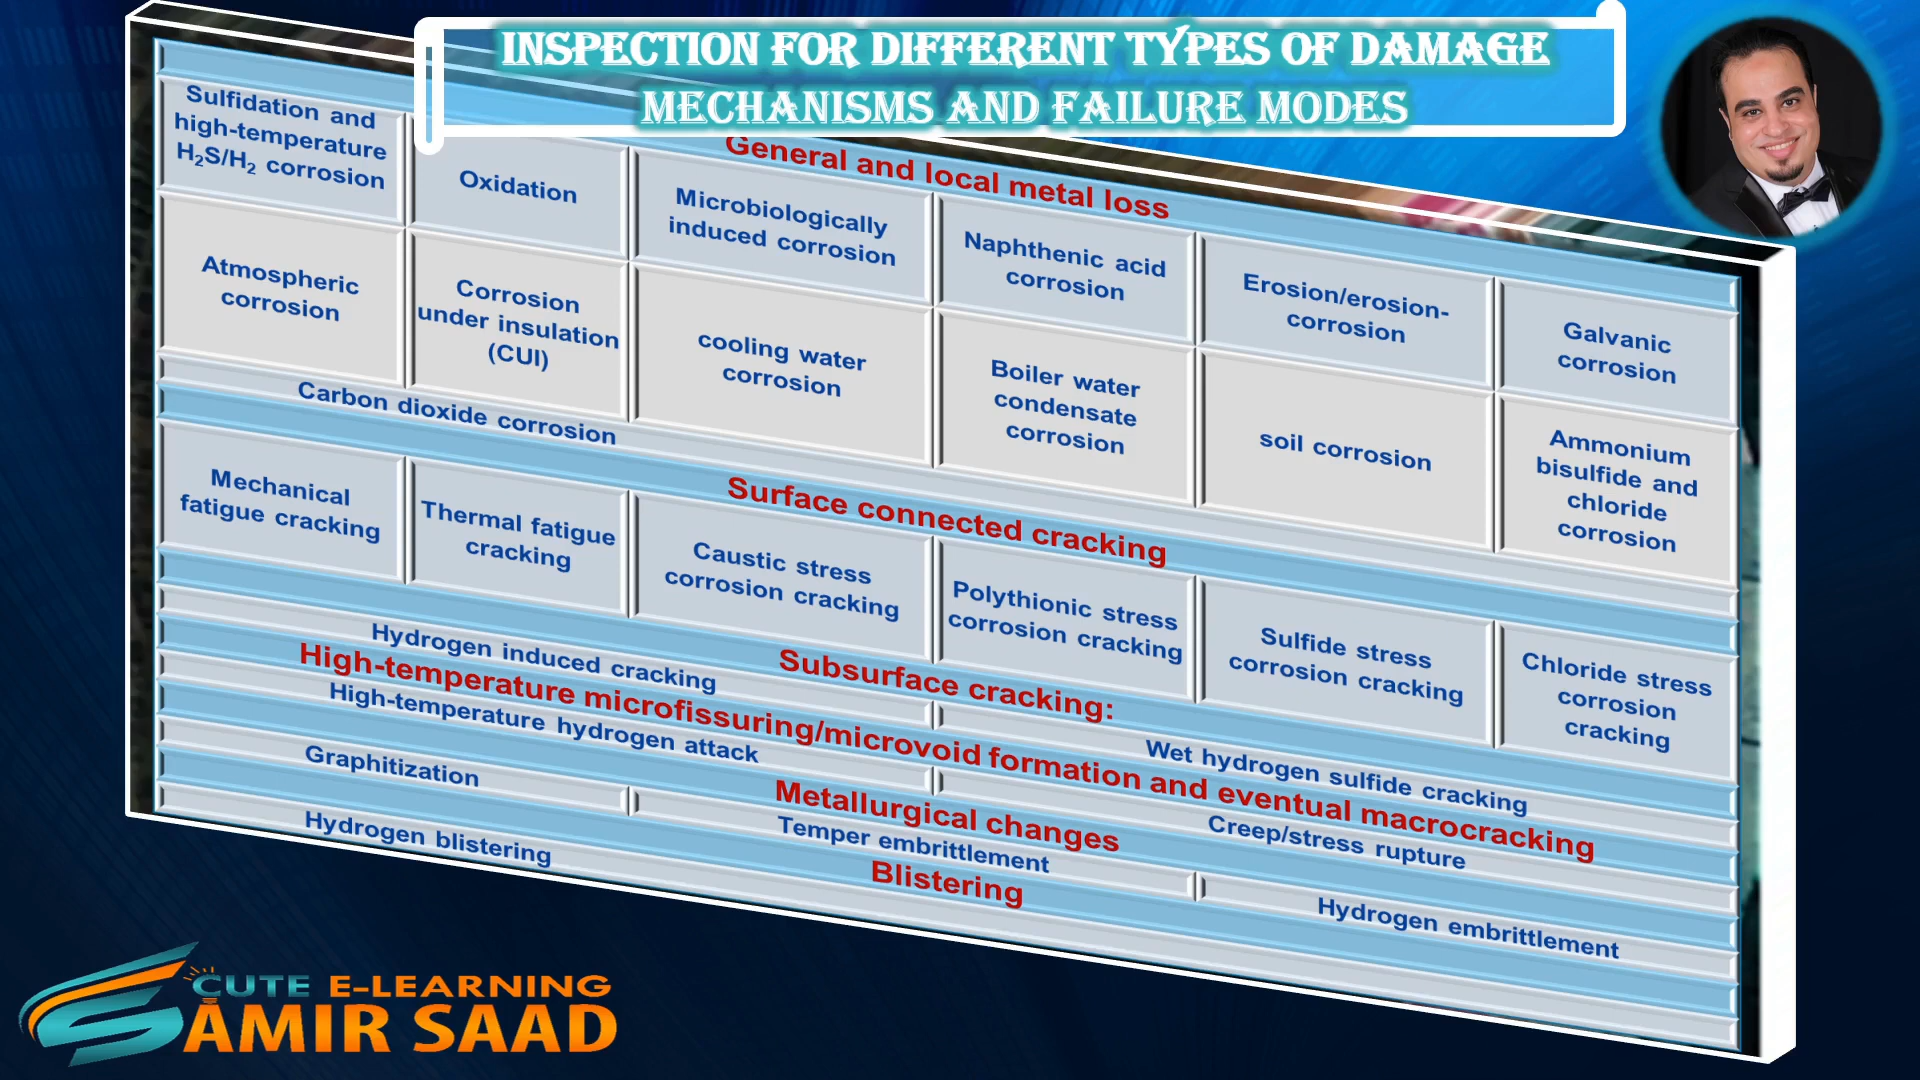 INSPECTION FOR DIFFERENT TYPES OF DAMAGE
MECHANISMS AND FAILURE MODES
General and local metal loss
Sulfidation and
high-temperature
H₂S/H₂ corrosion
Oxidation
Microbiologically
induced corrosion
Naphthenic acid
corrosion
Erosion/erosion-
corrosion
Galvanic
corrosion
Atmospheric
corrosion
Corrosion
under insulation
(CUI)
cooling water
corrosion
Boiler water
condensate
corrosion
soil corrosion
Ammonium
bisulfide and
chloride
corrosion
Carbon dioxide corrosion
Surface connected cracking
Mechanical
fatigue cracking
Thermal fatigue
cracking
Caustic stress
corrosion cracking
Polythionic stress
corrosion cracking
Sulfide stress
corrosion cracking
Chloride stress
corrosion
cracking
Subsurface cracking:
Hydrogen induced cracking
Wet hydrogen sulfide cracking
High-temperature microfissuring/microvoid formation and eventual macrocracking
High-temperature hydrogen attack
Creep/stress rupture
Metallurgical changes
Graphitization
Temper embrittlement
Hydrogen embrittlement
Blistering
Hydrogen blistering
CUTE E-LEARNING
AMIR SAAD